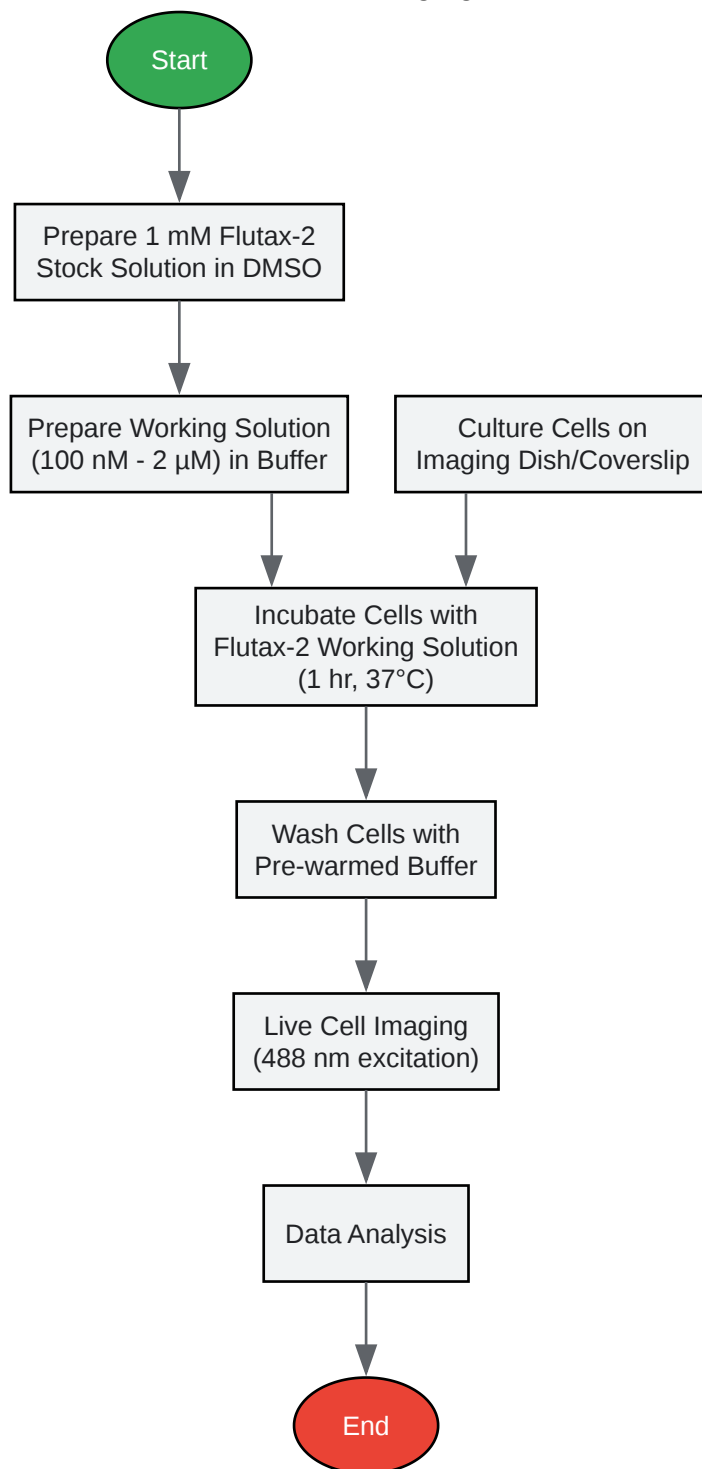 Start
Prepare 1 mM Flutax-2
Stock Solution in DMSO
Prepare Working Solution
(100 nM - 2 µM) in Buffer
Culture Cells on
Imaging Dish/Coverslip
Incubate Cells with
Flutax-2 Working Solution
(1 hr, 37°C)
Wash Cells with
Pre-warmed Buffer
Live Cell Imaging
(488 nm excitation)
Data Analysis
End